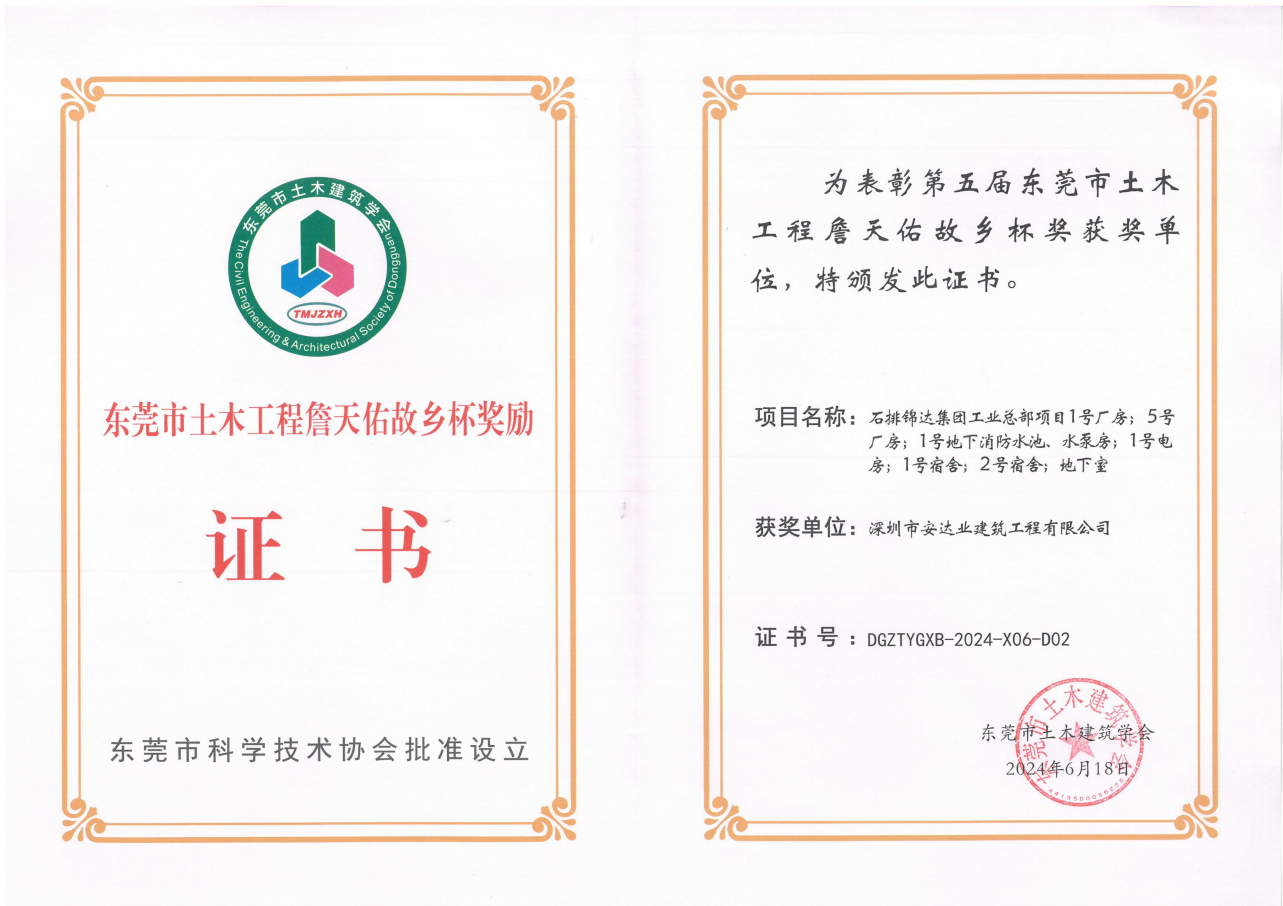 东莞市土木建筑学会
The Civil Engineering & Architectural Society of Dongguan
TMJZXH
东莞市土木工程詹天佑故乡杯奖励
证 书
东莞市科学技术协会批准设立
为表彰第五届东莞市土木
工程詹天佑故乡杯奖获奖单
位，特颁发此证书。
项目名称：石排锦达集团工业总部项目1号厂房；5号
厂房；1号地下消防水池、水泵房；1号电
房；1号宿舍；2号宿舍；地下室
获奖单位：深圳市安达业建筑工程有限公司
证 书 号：DGZTYGXB-2024-X06-D02
东莞市土木建筑学会
2024年6月18日
东莞市土木建筑学会